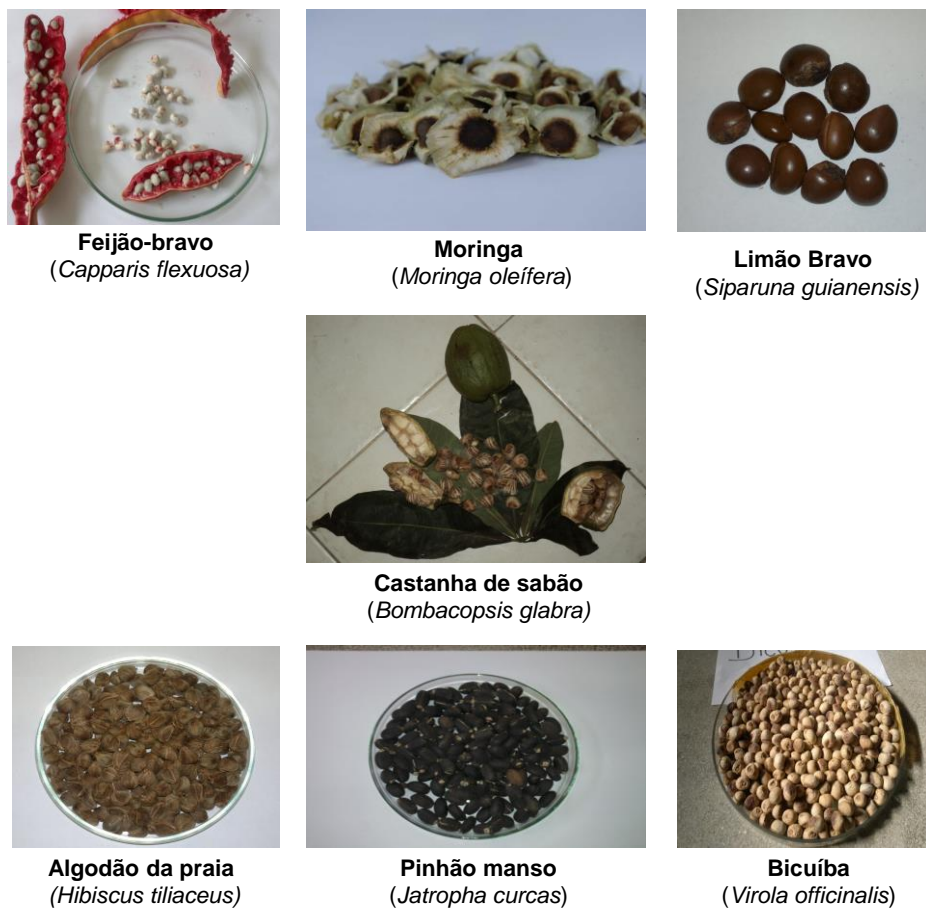 Feijão-bravo
(Capparis flexuosa)
Moringa
(Moringa oleífera)
Limão Bravo
(Siparuna guianensis)
Castanha de sabão
(Bombacopsis glabra)
Algodão da praia
(Hibiscus tiliaceus)
Pinhão manso
(Jatropha curcas)
Bicuíba
(Virola officinalis)